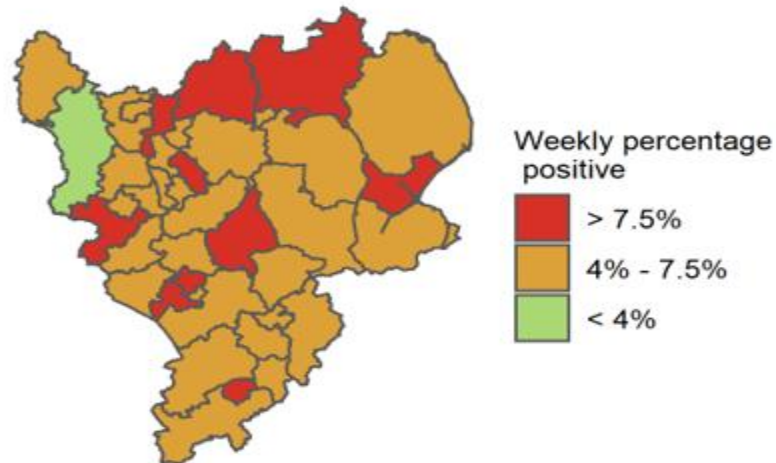 Weekly percentage
positive
> 7.5%
4% - 7.5%
< 4%